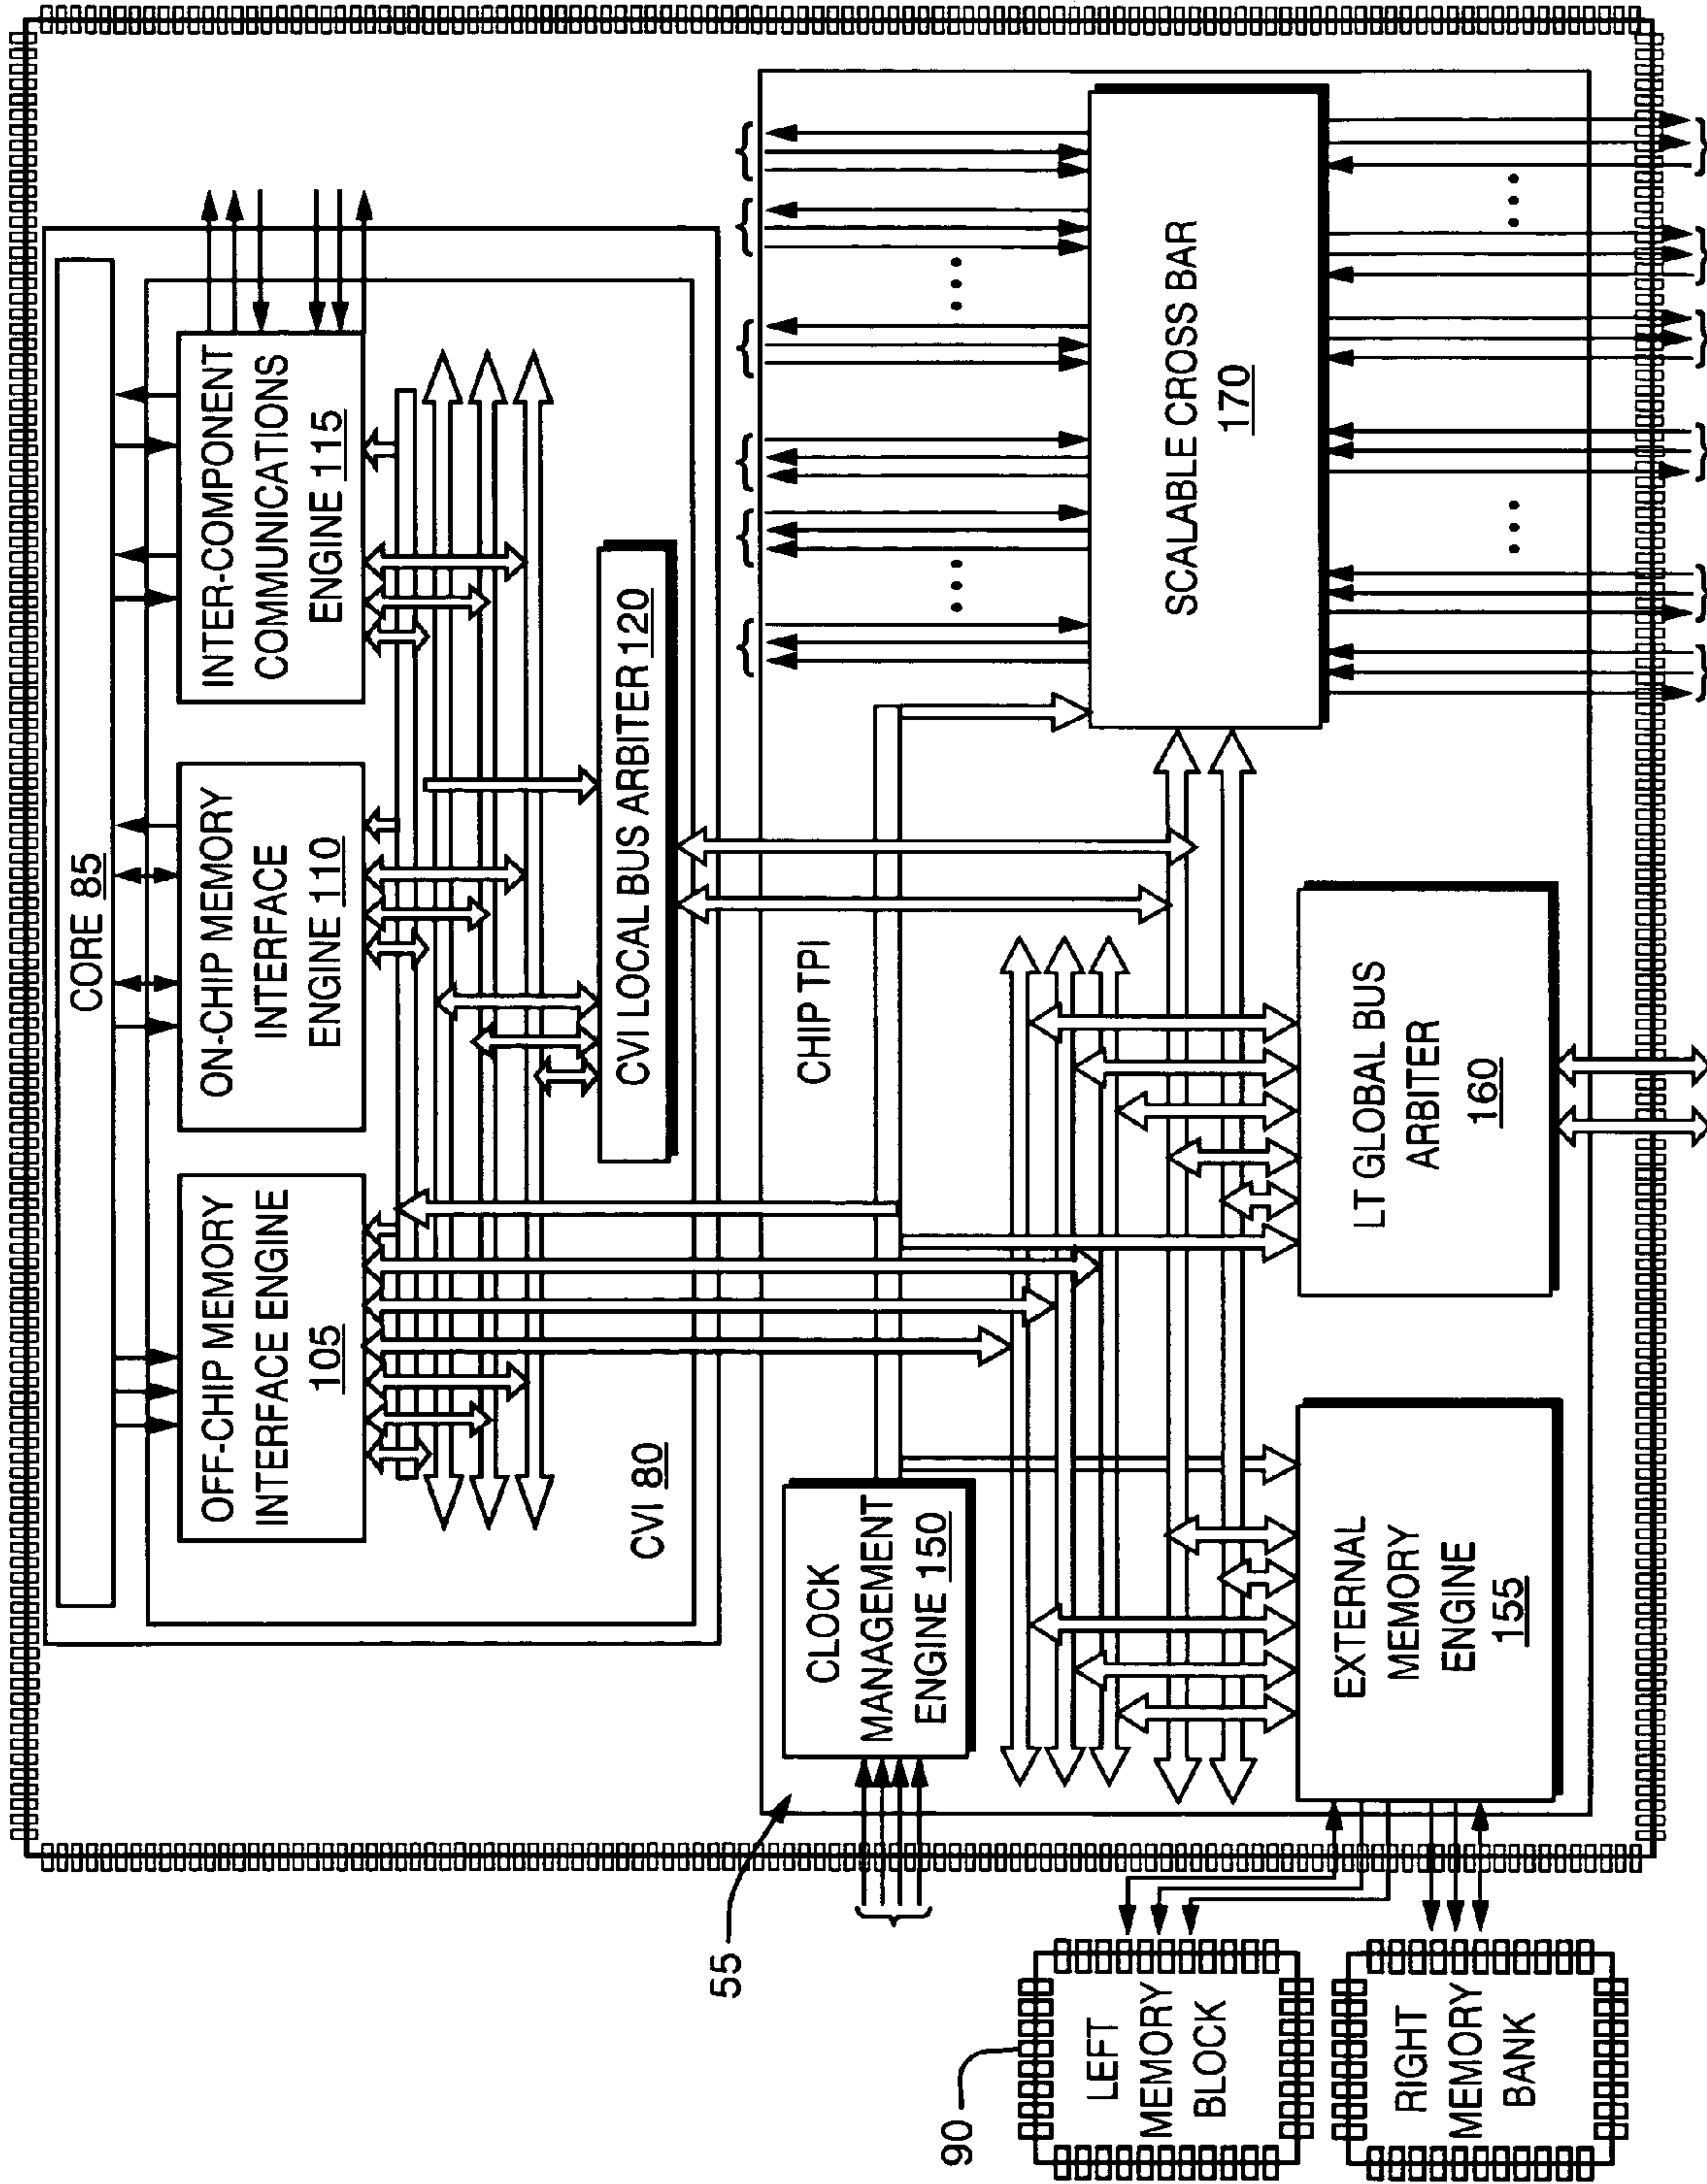 CORE 85
OFF-CHIP MEMORY
INTERFACE ENGINE
105
ON-CHIP MEMORY
INTERFACE
ENGINE 110
INTER-COMPONENT
COMMUNICATIONS
ENGINE 115
CVI 80
CVI LOCAL BUS ARBITER 120
55
CLOCK
MANAGEMENT
ENGINE 150
CHIP TPI
90
LEFT
MEMORY
BLOCK
RIGHT
MEMORY
BANK
EXTERNAL
MEMORY
ENGINE
155
LT GLOBAL BUS
ARBITER
160
SCALABLE CROSS BAR
170